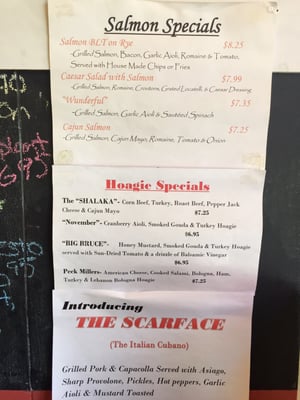 Salmon Specials
Salmon BLT on Rye $8.25
-Grilled Salmon, Bacon, Garlic Aioli, Romaine & Tomato,
Served with House Made Chips or Fries
Caesar Salad with Salmon $7.99
-Grilled Salmon, Romaine, Croutons, Grated Locatelli, & Caesar Dressing
"Wunderful" $7.35
-Grilled Salmon, Garlic Aioli & Sautéed Spinach
Cajun Salmon $7.25
-Grilled Salmon, Cajun Mayo, Romaine, Tomato & Onion
Hoagie Specials
The "SHALAKA"- Corn Beef, Turkey, Roast Beef, Pepper Jack
Cheese & Cajun Mayo $7.25
"November"- Cranberry Aioli, Smoked Gouda & Turkey Hoagie
$6.95
"BIG BRUCE"- Honey Mustard, Smoked Gouda & Turkey Hoagie
served with Sun-Dried Tomato & a drizzle of Balsamic Vinegar
$6.95
Peck Millers- American Cheese, Cooked Salami, Bologna, Ham,
Turkey & Lebanon Bologna Hoagie $7.25
Introducing
THE SCARFACE
(The Italian Cubano)
Grilled Pork & Capacolla Served with Asiago,
Sharp Provolone, Pickles, Hot peppers, Garlic
Aioli & Mustard Toasted